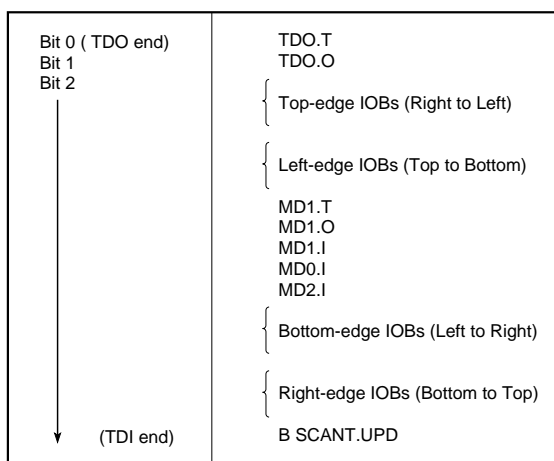 Bit 0 ( TDO end)
Bit 1
Bit 2
(TDI end)
TDO.T
TDO.O
Top-edge IOBs (Right to Left)
Left-edge IOBs (Top to Bottom)
MD1.T
MD1.O
MD1.I
MD0.I
MD2.I
Bottom-edge IOBs (Left to Right)
Right-edge IOBs (Bottom to Top)
B SCANT.UPD